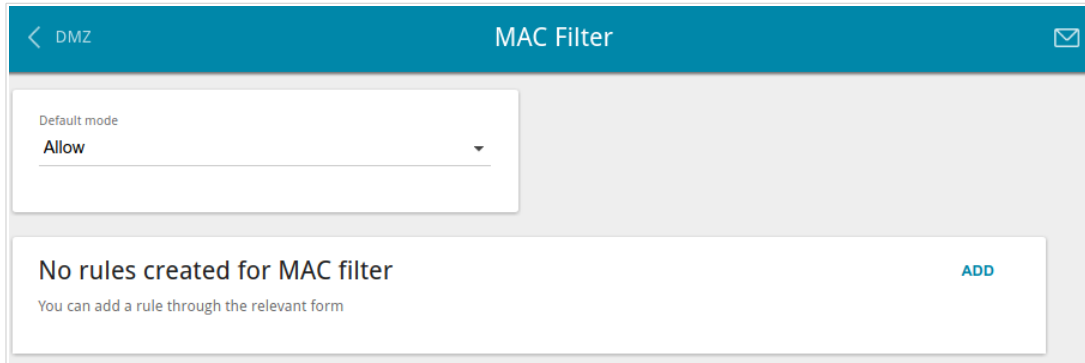 DMZ
MAC Filter
Default mode
Allow
No rules created for MAC filter
ADD
You can add a rule through the relevant form